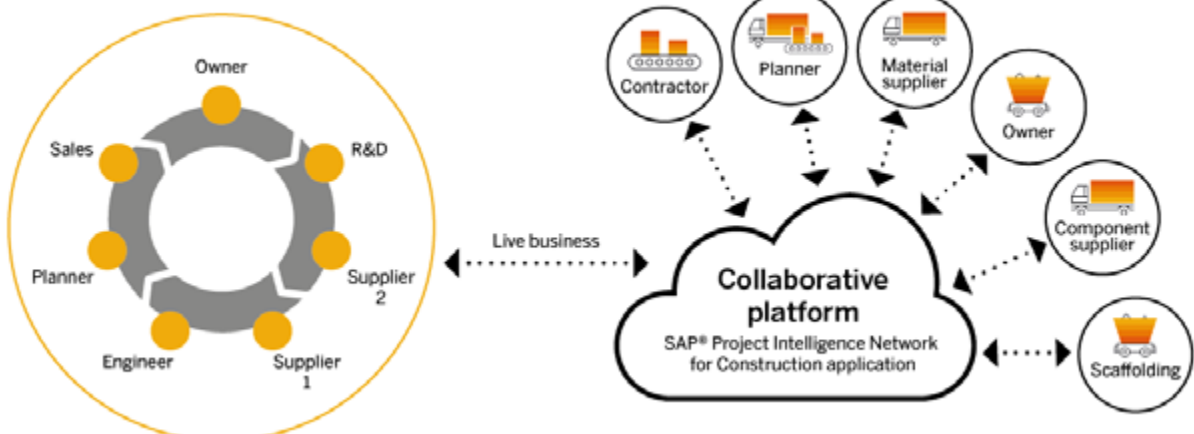 Owner
Sales
R&D
Planner
Supplier
2
Engineer
Supplier
1
Live business
Contractor
Planner
Material
supplier
Owner
Component
supplier
Scaffolding
Collaborative
platform
SAP® Project Intelligence Network
for Construction application